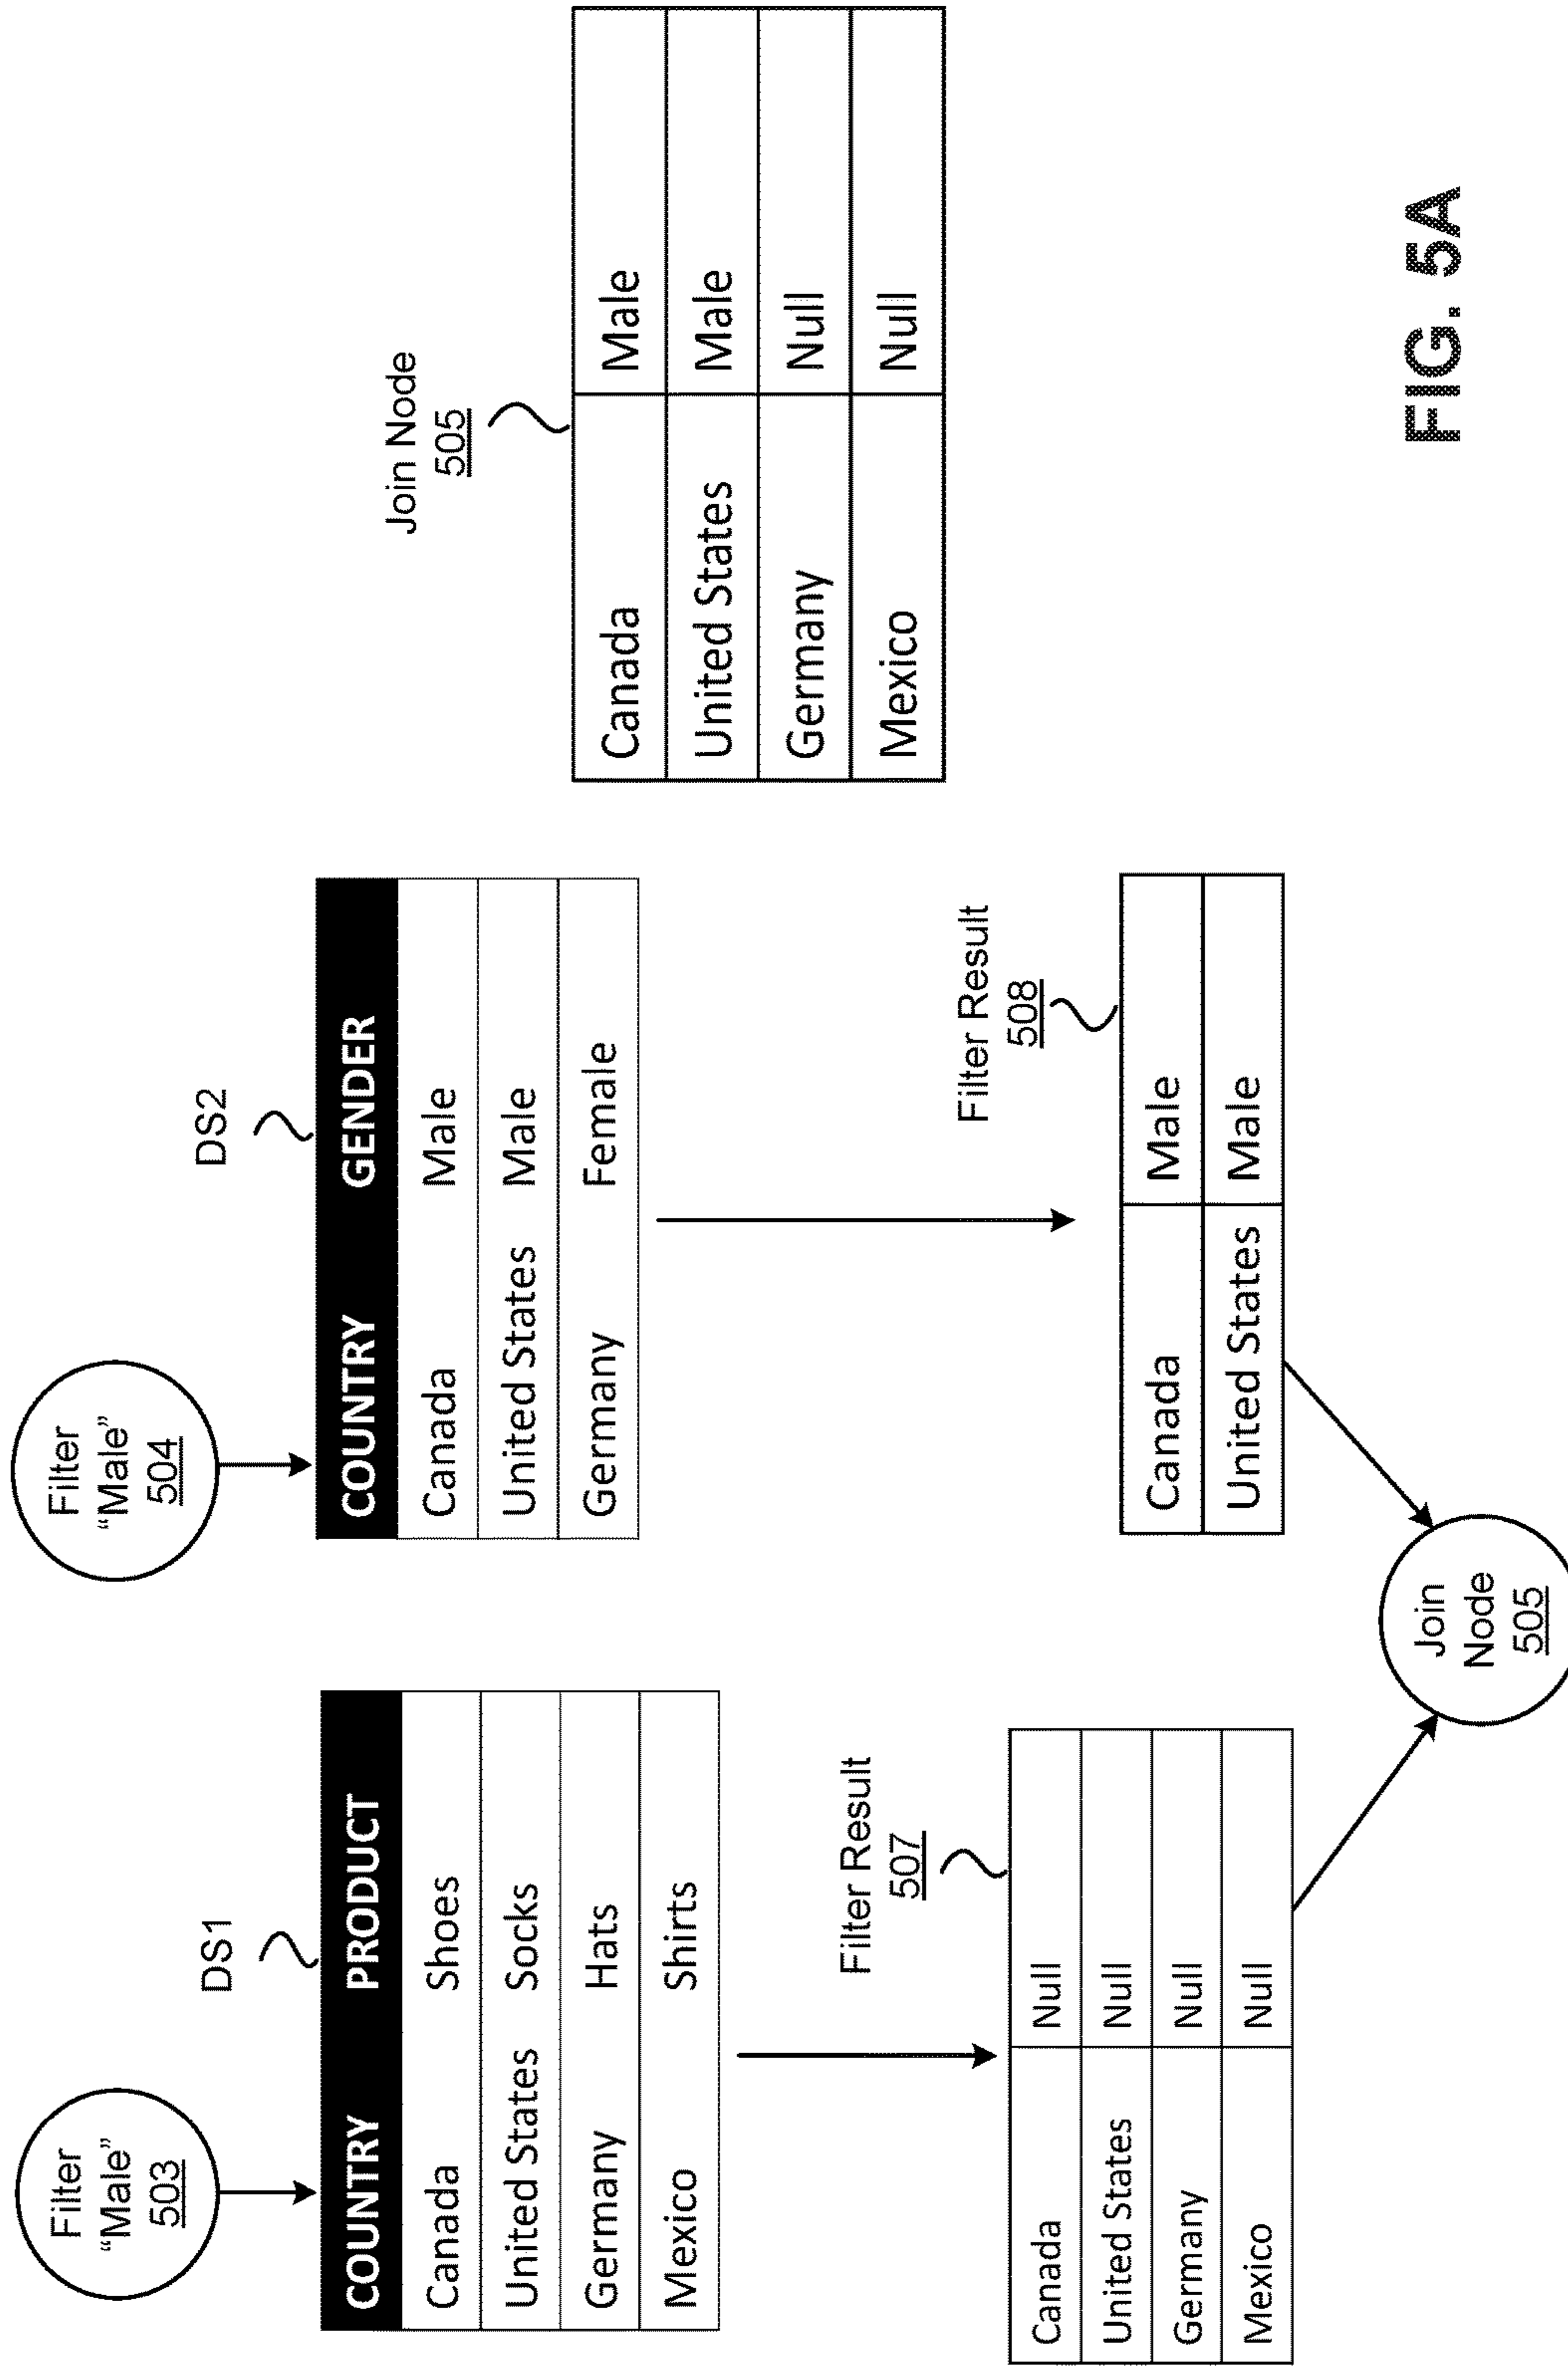 Filter
"Male"
503
DS1
COUNTRY PRODUCT
Canada Shoes
United States Socks
Germany Hats
Mexico Shirts
Filter Result
507
Canada Null
United States Null
Germany Null
Mexico Null
Filter
"Male"
504
DS2
COUNTRY GENDER
Canada Male
United States Male
Germany Female
Filter Result
508
Canada Male
United States Male
Join
Node
505
Join Node
505
Canada Male
United States Male
Germany Null
Mexico Null
FIG. 5A